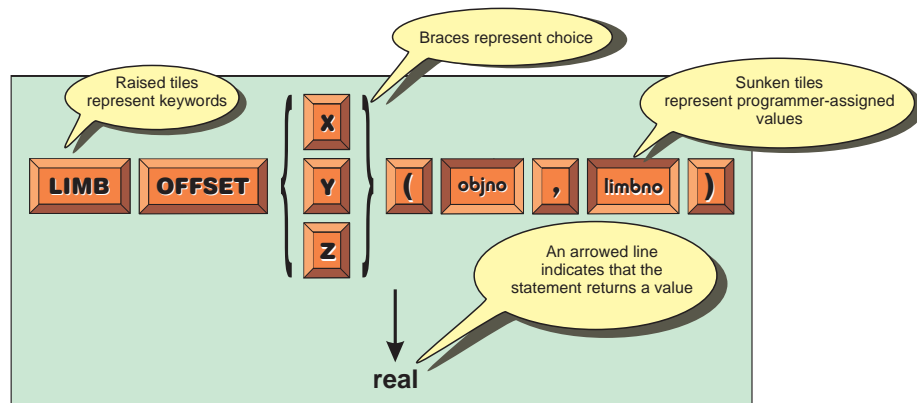 Braces represent choice
Raised tiles
represent keywords
Sunken tiles
represent programmer-assigned
values
X
LIMB OFFSET { Y } ( objno , limbno )
Z
An arrowed line
indicates that the
statement returns a value
real